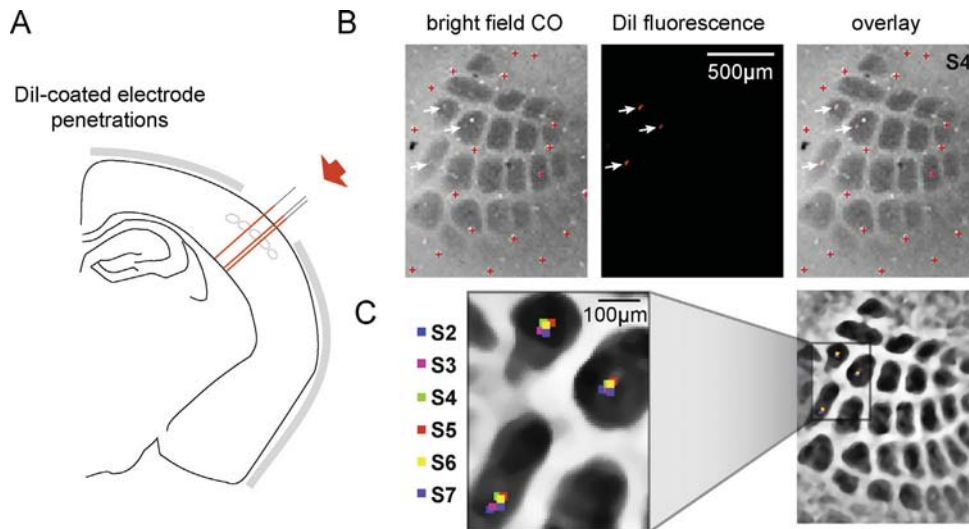 A
DiI-coated electrode
penetrations
B
bright field CO
DiI fluorescence
overlay
500µm
S4
C
100µm
S2
S3
S4
S5
S6
S7